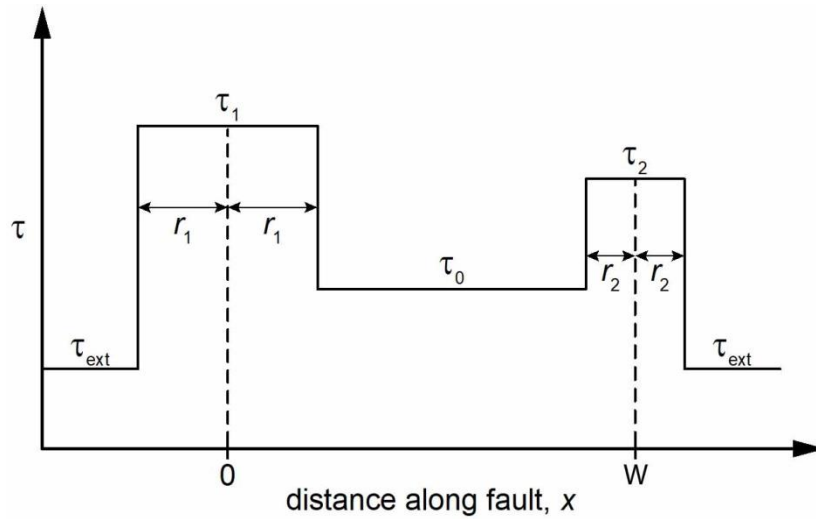 τ₁
τ₂
τ
r₁
r₁
τ₀
r₂
r₂
τext
τext
0
W
distance along fault, x